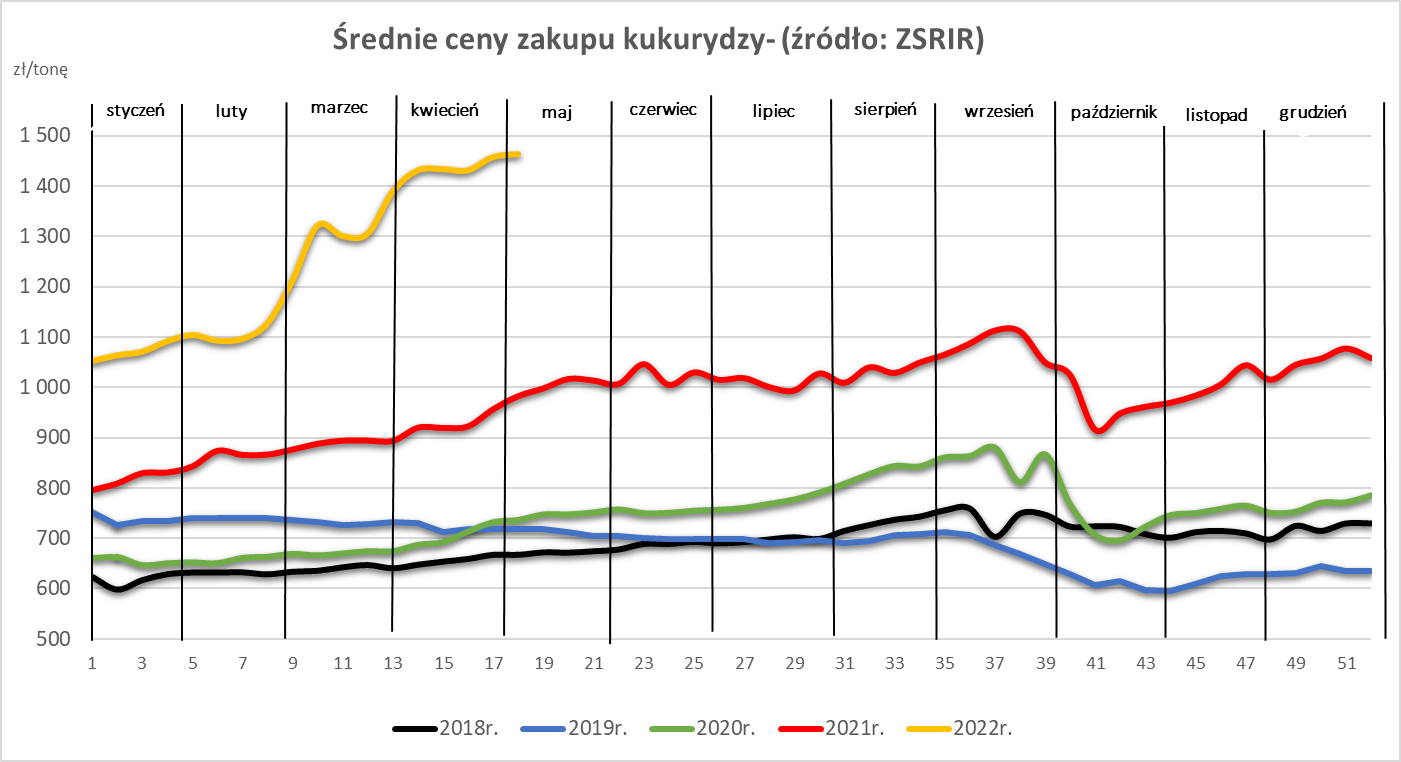 Średnie ceny zakupu kukurydzy- (źródło: ZSRIR)
zł/tonę
styczeń luty marzec kwiecień maj czerwiec lipiec sierpień wrzesień październik listopad grudzień
1 500
1 400
1 300
1 200
1 100
1 000
900
800
700
600
500
1 3 5 7 9 11 13 15 17 19 21 23 25 27 29 31 33 35 37 39 41 43 45 47 49 51
2018r. 2019r. 2020r. 2021r. 2022r.